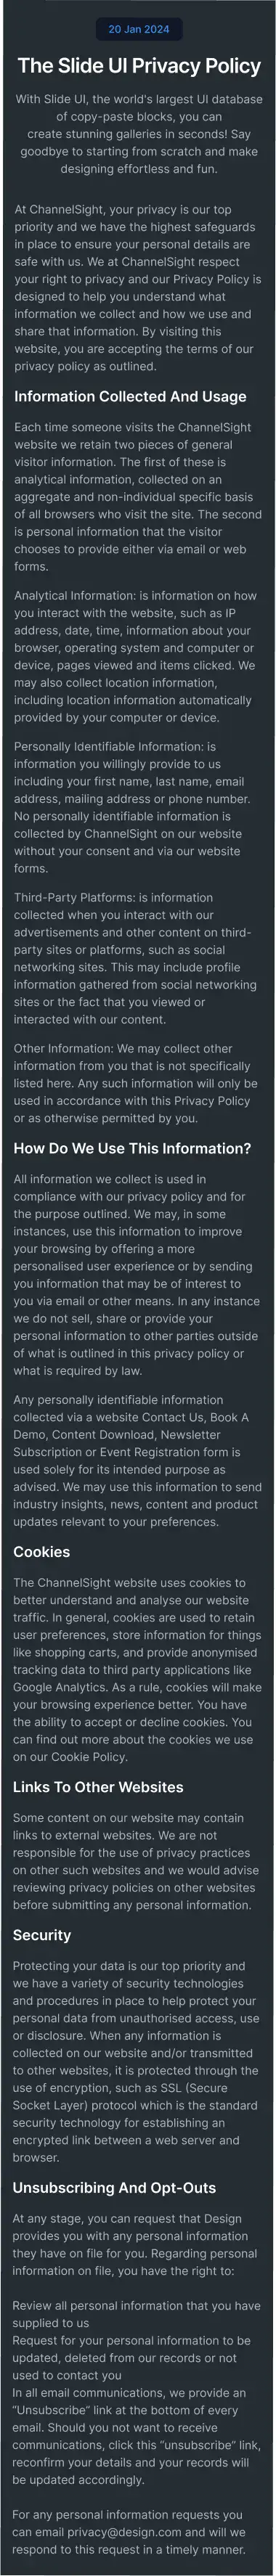 20 Jan 2024
The Slide UI Privacy Policy
With Slide UI, the world's largest UI database
of copy-paste blocks, you can
create stunning galleries in seconds! Say
goodbye to starting from scratch and make
designing effortless and fun.
At ChannelSight, your privacy is our top
priority and we have the highest safeguards
in place to ensure your personal details are
safe with us. We at ChannelSight respect
your right to privacy and our Privacy Policy is
designed to help you understand what
information we collect and how we use and
share that information. By visiting this
website, you are accepting the terms of our
privacy policy as outlined.
Information Collected And Usage
Each time someone visits the ChannelSight
website we retain two pieces of general
visitor information. The first of these is
analytical information, collected on an
aggregate and non-individual specific basis
of all browsers who visit the site. The second
is personal information that the visitor
chooses to provide either via email or web
forms.
Analytical Information: is information on how
you interact with the website, such as IP
address, date, time, information about your
browser, operating system and computer or
device, pages viewed and items clicked. We
may also collect location information,
including location information automatically
provided by your computer or device.
Personally Identifiable Information: is
information you willingly provide to us
including your first name, last name, email
address, mailing address or phone number.
No personally identifiable information is
collected by ChannelSight on our website
without your consent and via our website
forms.
Third-Party Platforms: is information
collected when you interact with our
advertisements and other content on third-
party sites or platforms, such as social
networking sites. This may include profile
information gathered from social networking
sites or the fact that you viewed or
interacted with our content.
Other Information: We may collect other
information from you that is not specifically
listed here. Any such information will only be
used in accordance with this Privacy Policy
or as otherwise permitted by you.
How Do We Use This Information?
All information we collect is used in
compliance with our privacy policy and for
the purpose outlined. We may, in some
instances, use this information to improve
your browsing by offering a more
personalised user experience or by sending
you information that may be of interest to
you via email or other means. In any instance
we do not sell, share or provide your
personal information to other parties outside
of what is outlined in this privacy policy or
what is required by law.
Any personally identifiable information
collected via a website Contact Us, Book A
Demo, Content Download, Newsletter
Subscription or Event Registration form is
used solely for its intended purpose as
advised. We may use this information to send
industry insights, news, content and product
updates relevant to your preferences.
Cookies
The ChannelSight website uses cookies to
better understand and analyse our website
traffic. In general, cookies are used to retain
user preferences, store information for things
like shopping carts, and provide anonymised
tracking data to third party applications like
Google Analytics. As a rule, cookies will make
your browsing experience better. You have
the ability to accept or decline cookies. You
can find out more about the cookies we use
on our Cookie Policy.
Links To Other Websites
Some content on our website may contain
links to external websites. We are not
responsible for the use of privacy practices
on other such websites and we would advise
reviewing privacy policies on other websites
before submitting any personal information.
Security
Protecting your data is our top priority and
we have a variety of security technologies
and procedures in place to help protect your
personal data from unauthorised access, use
or disclosure. When any information is
collected on our website and/or transmitted
to other websites, it is protected through the
use of encryption, such as SSL (Secure
Socket Layer) protocol which is the standard
security technology for establishing an
encrypted link between a web server and
browser.
Unsubscribing And Opt-Outs
At any stage, you can request that Design
provides you with any personal information
they have on file for you. Regarding personal
information on file, you have the right to:
Review all personal information that you have
supplied to us
Request for your personal information to be
updated, deleted from our records or not
used to contact you
In all email communications, we provide an
“Unsubscribe” link at the bottom of every
email. Should you not want to receive
communications, click this “unsubscribe” link,
reconfirm your details and your records will
be updated accordingly.
For any personal information requests you
can email privacy@design.com and will we
respond to this request in a timely manner.